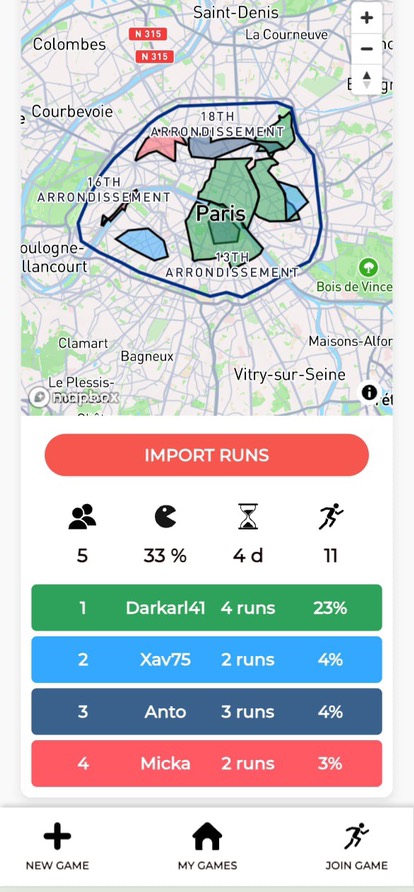 Saint-Denis
Colombes
N 315
La Courneuve
N 315
Courbevoie
18TH
ARRONDISSEMENT
16TH
ARRONDISSEMENT
Paris
oulogne-
llancourt
13TH
ARRONDISSEMENT
Bois de Vince
Clamart
Maisons-Alfor
Bagneux
Vitry-sur-Seine
Le Plessis-
mapbox
IMPORT RUNS
5 33 % 4 d 11
1 Darkarl41 4 runs 23%
2 Xav75 2 runs 4%
3 Anto 3 runs 4%
4 Micka 2 runs 3%
NEW GAME MY GAMES JOIN GAME